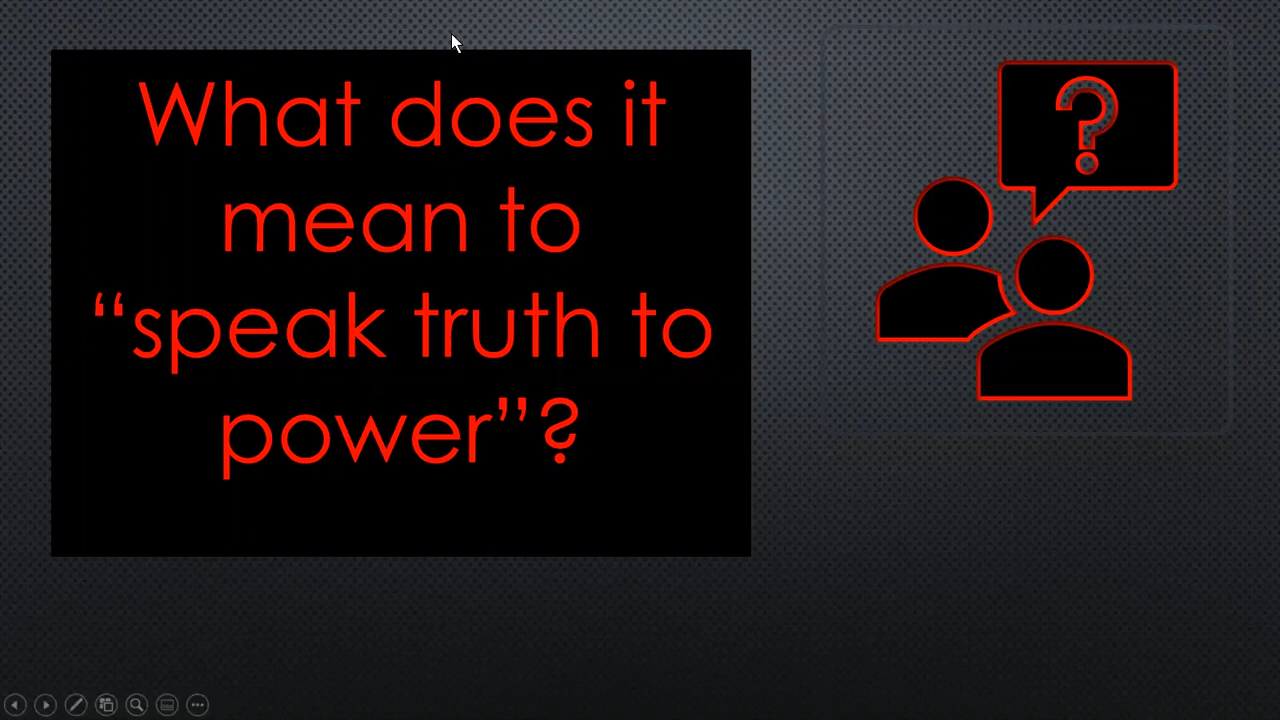 What does it
mean to
“speak truth to
power”?
?